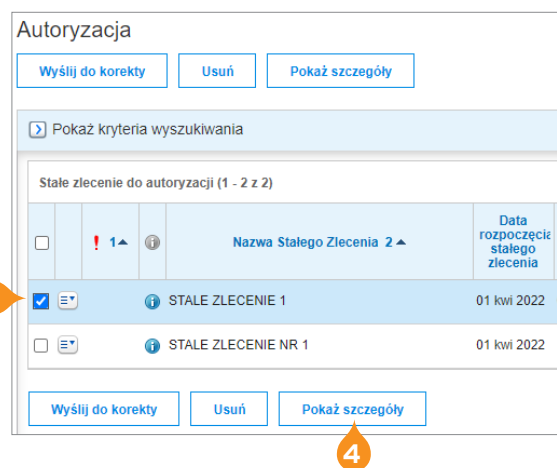 Autoryzacja
Wyślij do korekty Usuń Pokaż szczegóły
Pokaż kryteria wyszukiwania
Stałe zlecenie do autoryzacji (1 - 2 z 2)
! 1 Nazwa Stałego Zlecenia 2 Data
rozpoczęcia
stałego
zlecenia
STALE ZLECENIE 1 01 kwi 2022
STALE ZLECENIE NR 1 01 kwi 2022
Wyślij do korekty Usuń Pokaż szczegóły
4